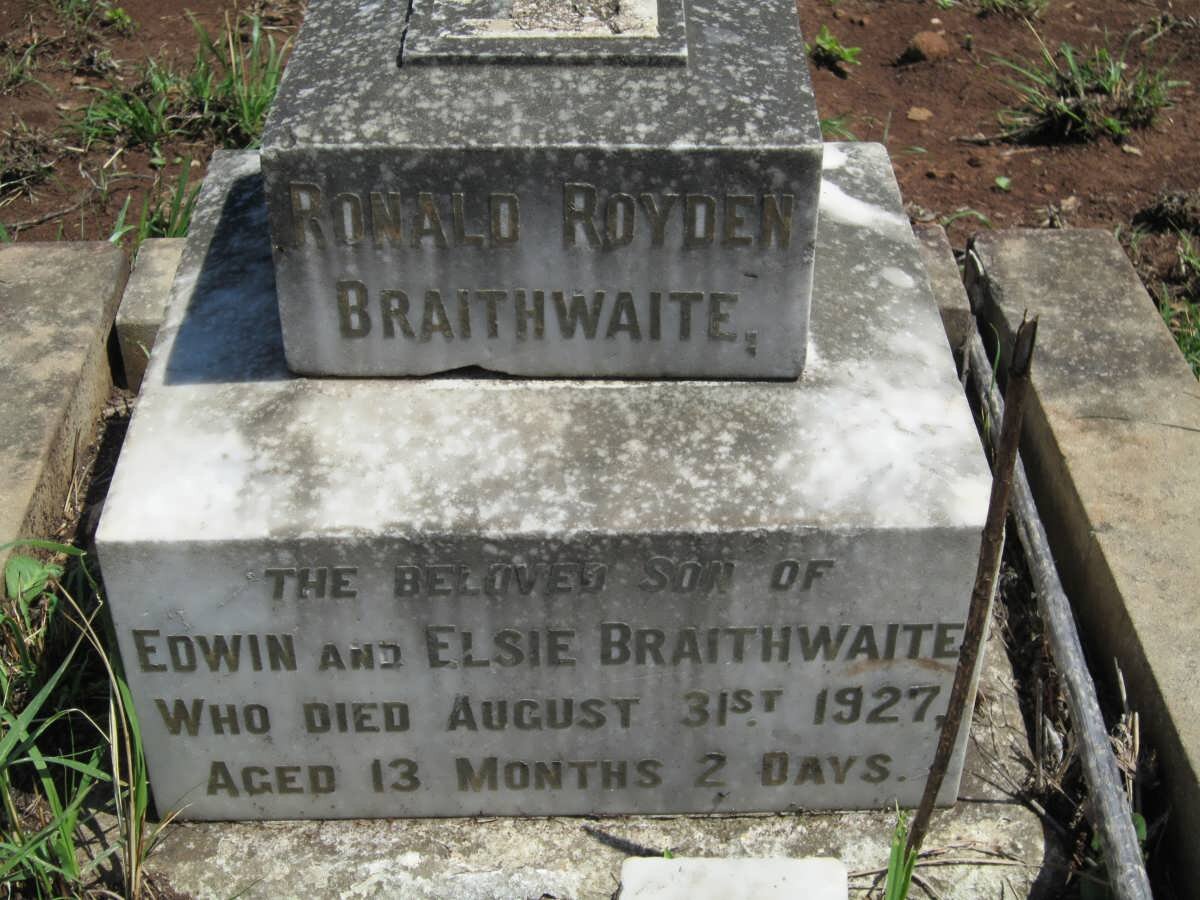 RONALD ROYDEN
BRAITHWAITE.
THE BELOVED SON OF
EDWIN AND ELSIE BRAITHWAITE
WHO DIED AUGUST 31ST 1927,
AGED 13 MONTHS 2 DAYS.